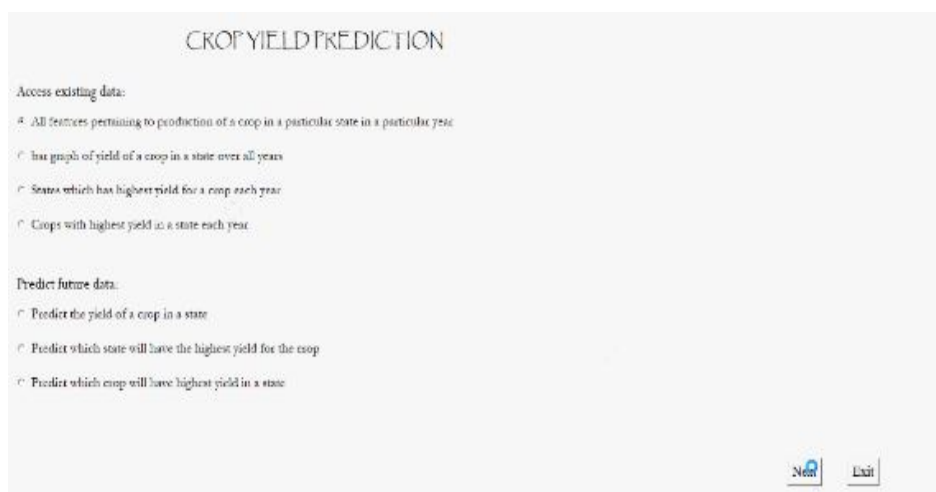 CROP YIELD PREDICTION
Access existing data:
All features pertaining to production of a crop in a particular state in a particular year
bar graph of yield of a crop in a state over all years
States which has highest yield for a crop each year
Crops with highest yield in a state each year
Predict future data:
Predict the yield of a crop in a state
Predict which state will have the highest yield for the crop
Predict which crop will have highest yield in a state
Next Exit